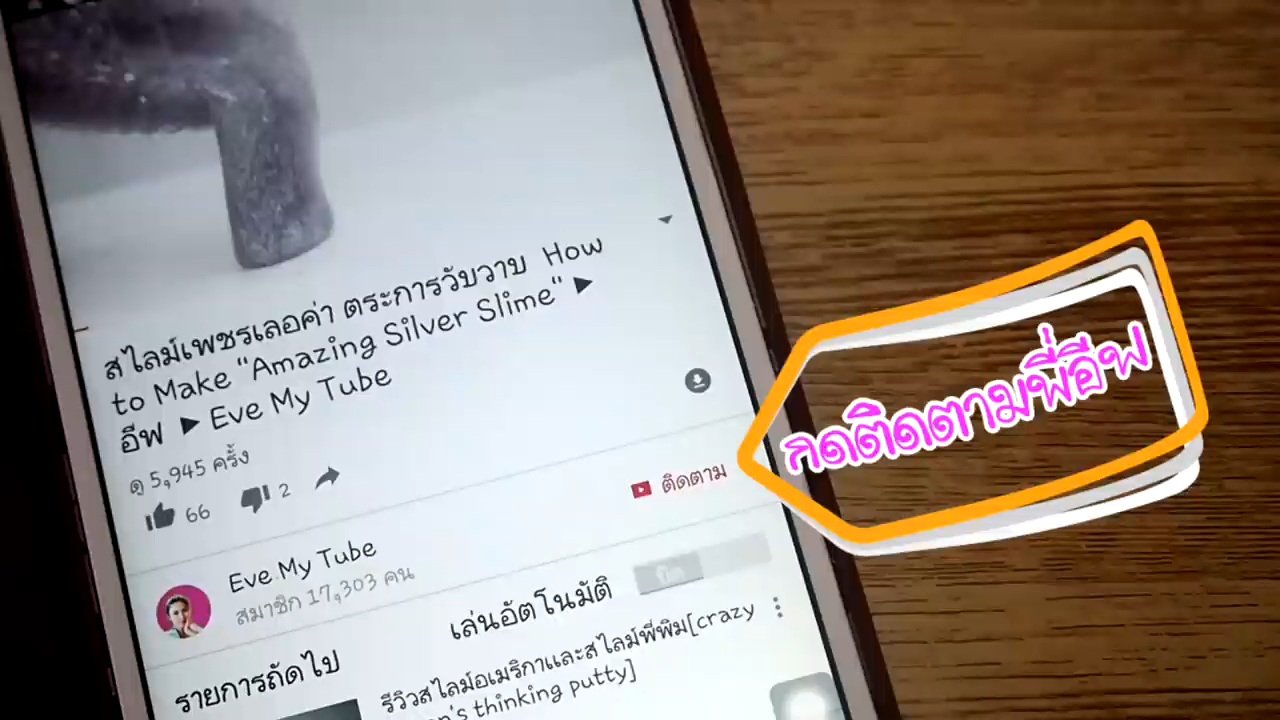 สไลม์เพชรเลอค่า ตระการวับวาบ How
to Make "Amazing Silver Slime" ▶
อีฟ ▶ Eve My Tube
ดู 5,945 ครั้ง
66
2
ติดตาม
กดติดตามพี่อีฟ
Eve My Tube
สมาชิก 17,303 คน
เล่นอัตโนมัติ
รายการถัดไป
รีวิวสไลม์อเมริกาและสไลม์พี่พิม[crazy
thinking putty]